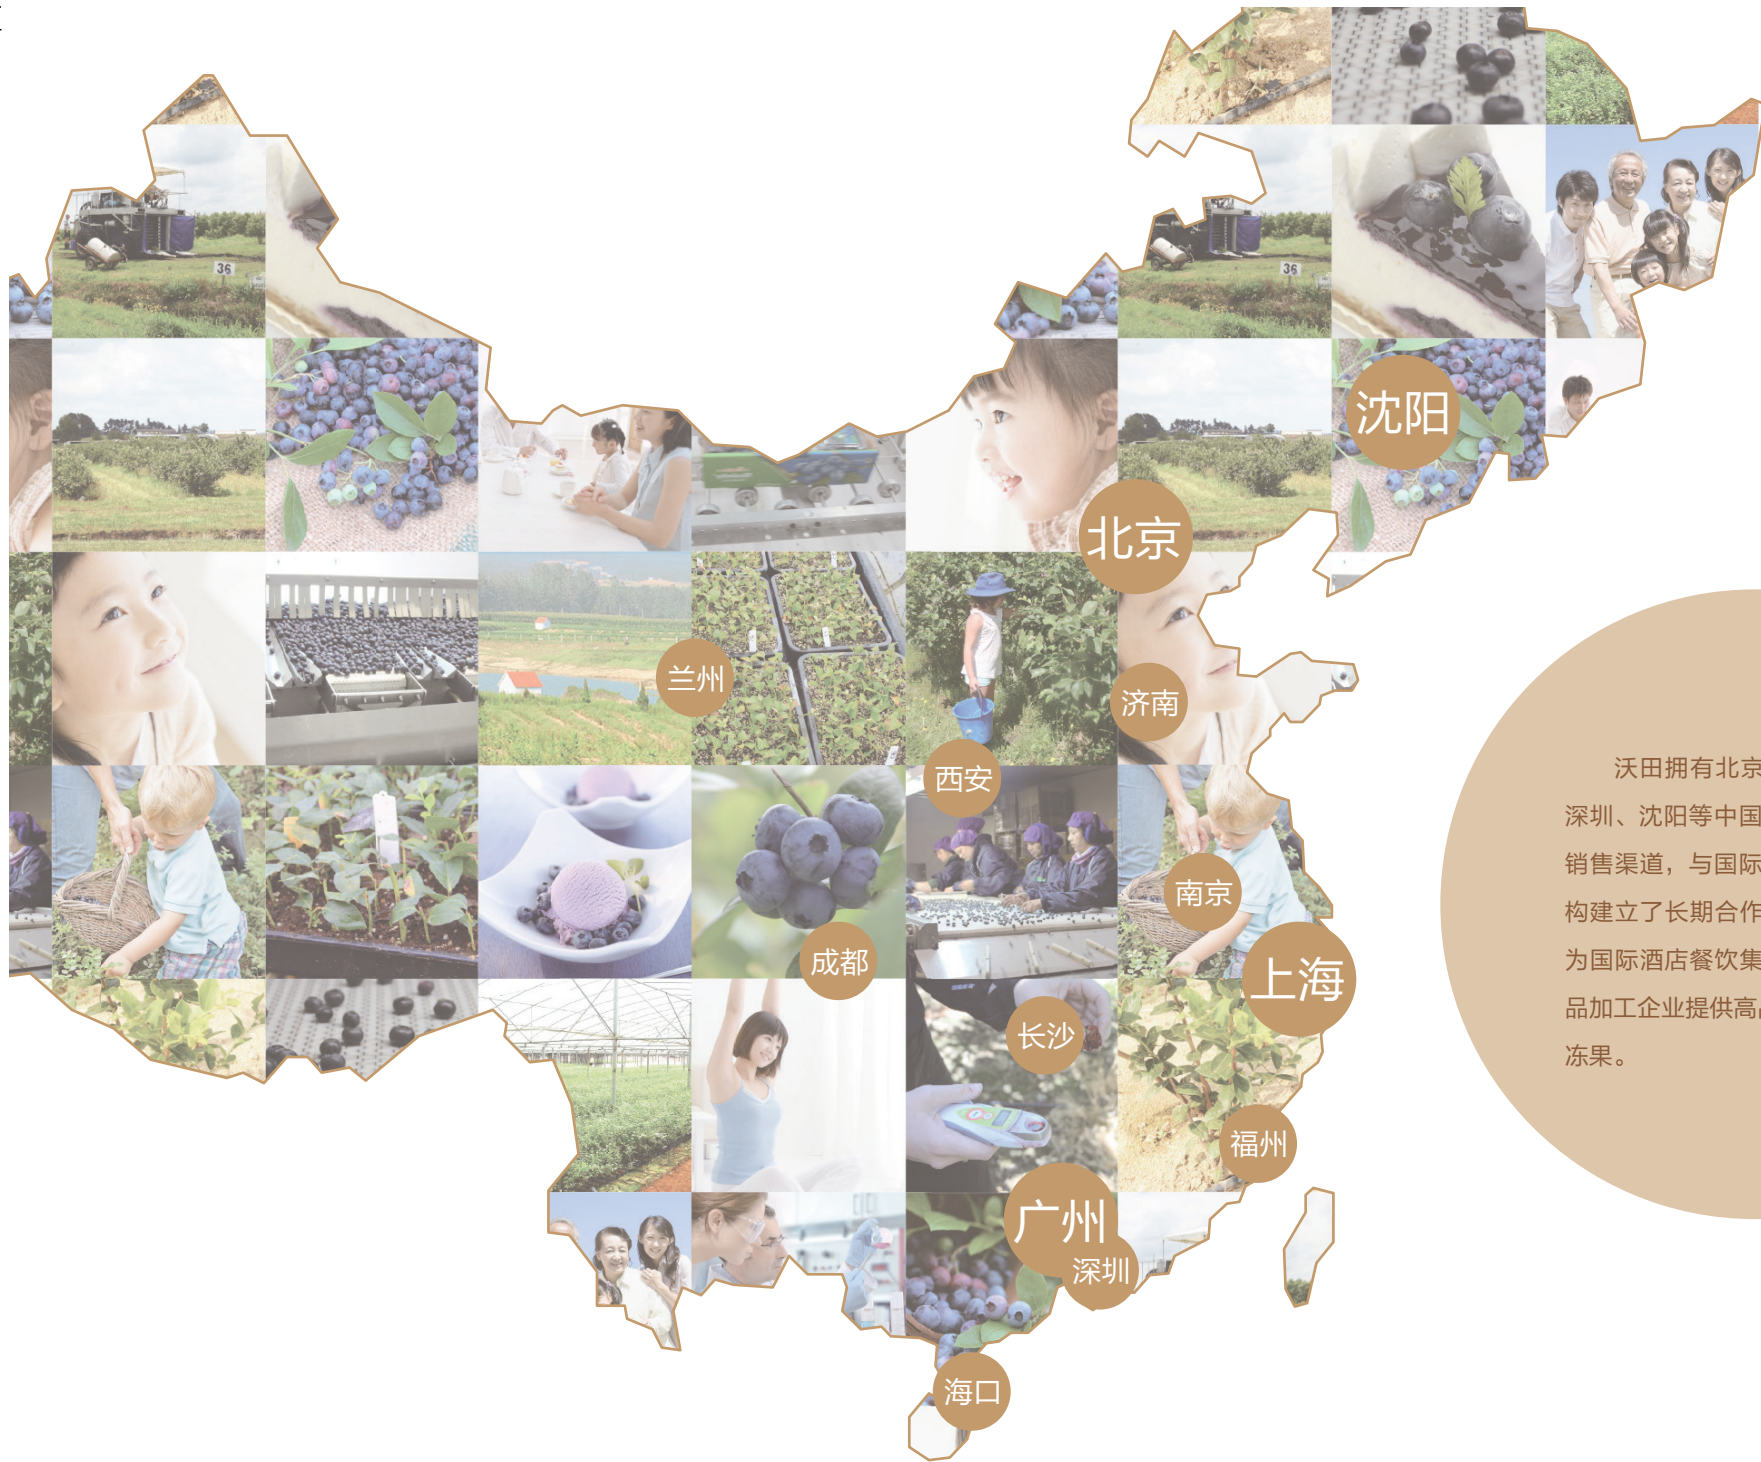 36
36
沈阳
北京
兰州
济南
西安
南京
成都
上海
长沙
福州
广州
深圳
海口
沃田拥有北京
深圳、沈阳等中国
销售渠道，与国际
构建立了长期合作
为国际酒店餐饮集
品加工企业提供高
冻果。